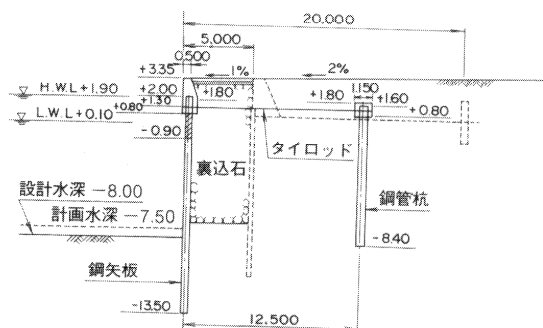 20,000
5,000
0,500
+3.35
1%
2%
H.W.L+1.90
+2.00
+1.80
+1.30
L.W.L+0.10
+0.80
-0.90
1,150
+1.80
+1.60
+0.80
タイロッド
裏込石
設計水深 -8.00
計画水深 -7.50
鋼管杭
-8.40
鋼矢板
-13.50
12,500